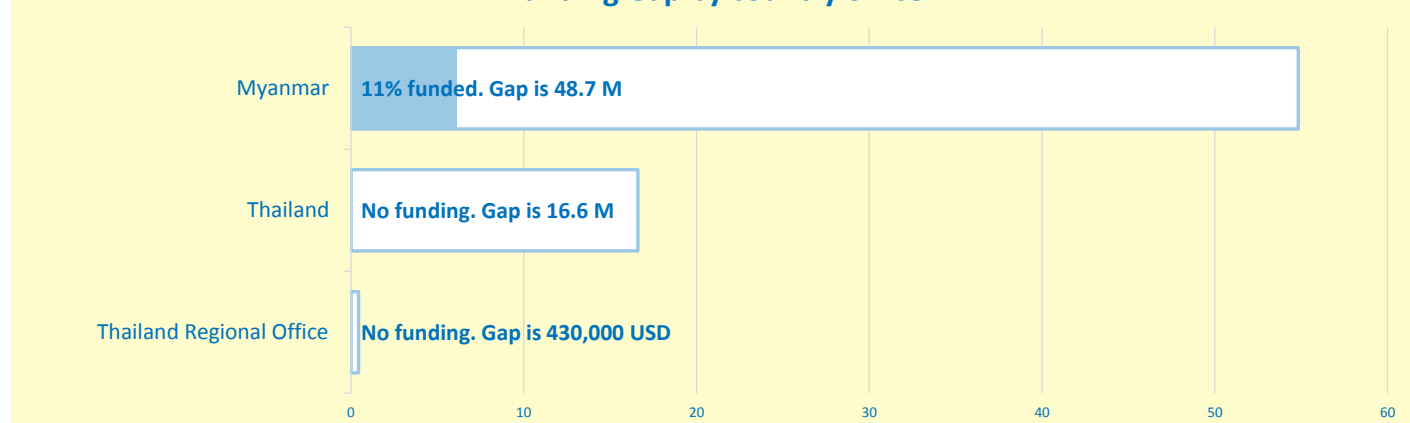 Myanmar
11% funded. Gap is 48.7 M
Thailand
No funding. Gap is 16.6 M
Thailand Regional Office
No funding. Gap is 430,000 USD
0 10 20 30 40 50 60